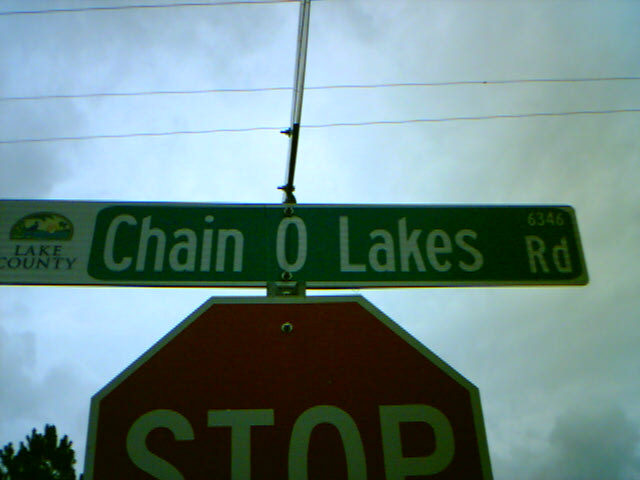 LAKE
COUNTY
Chain O Lakes Rd
6346
STOP